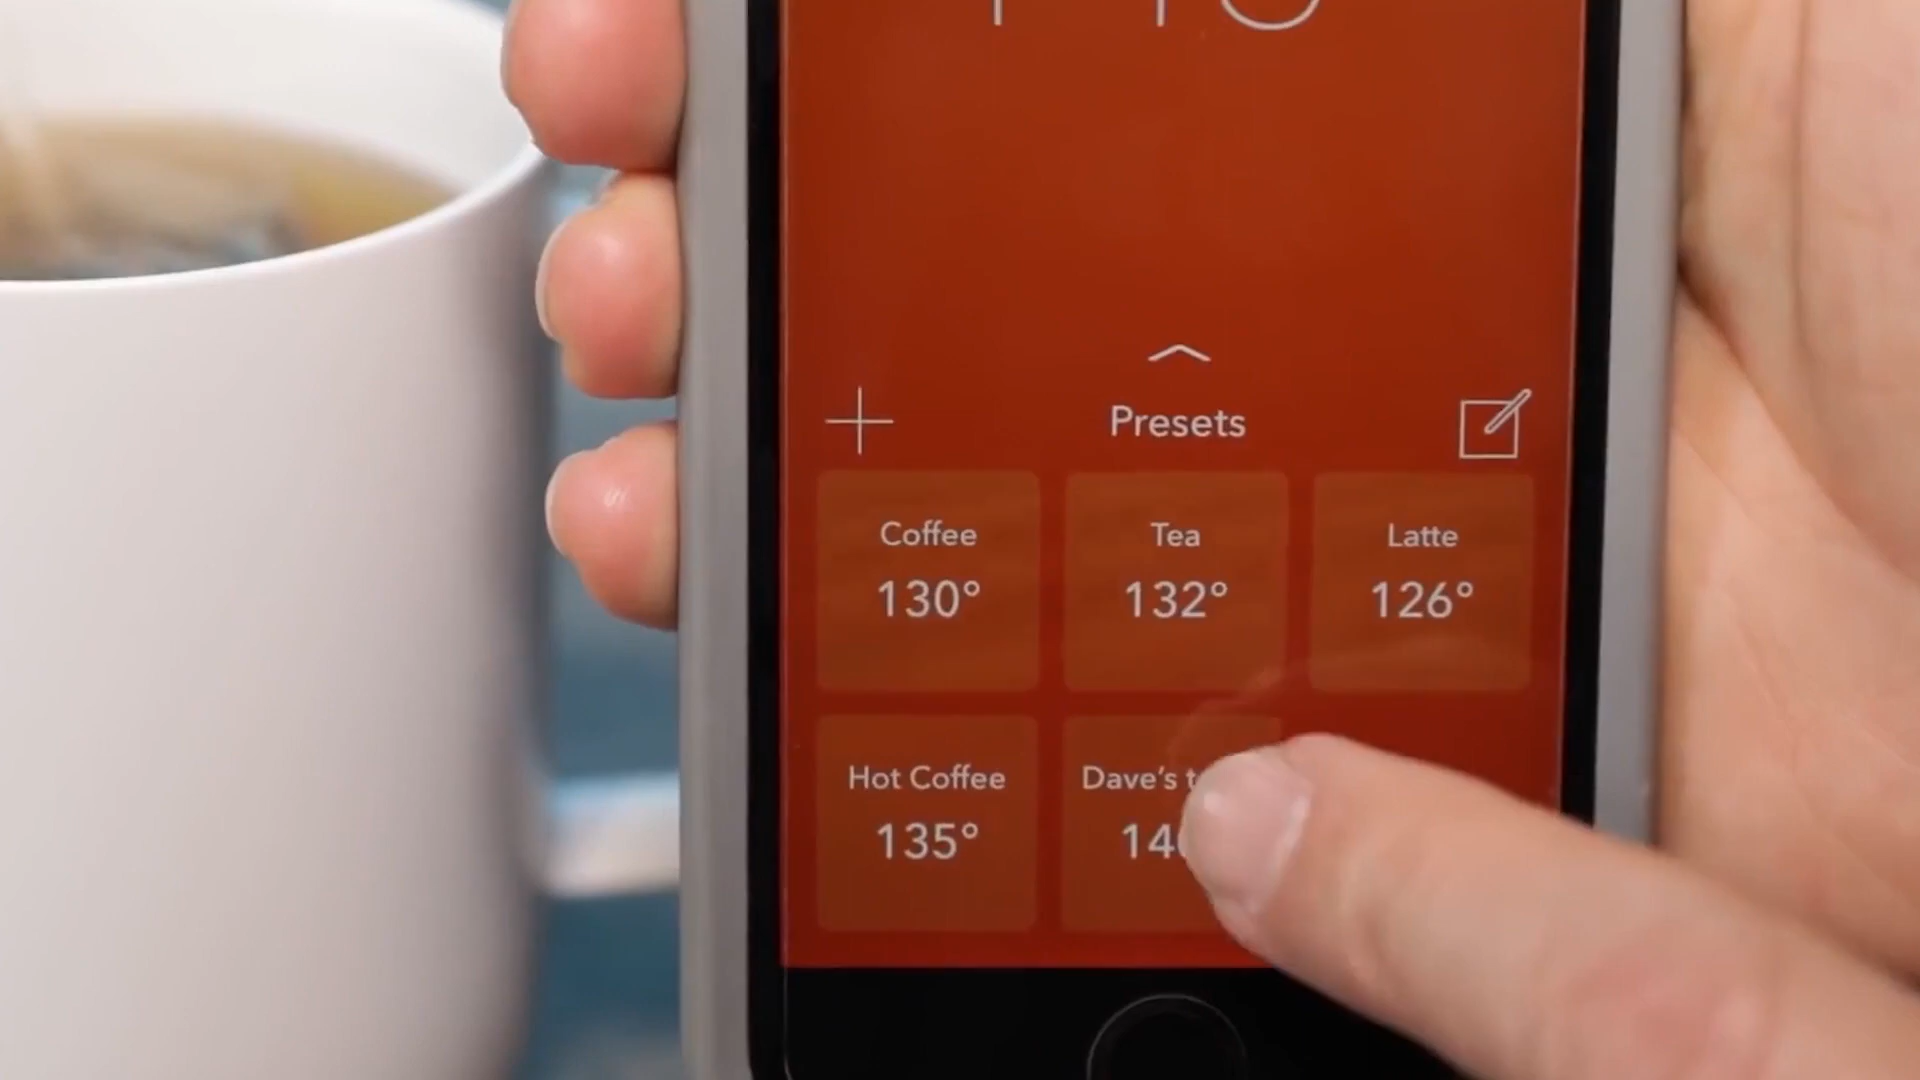 Presets
Coffee
Tea
Latte
130°
132°
126°
Hot Coffee
Dave's
135°